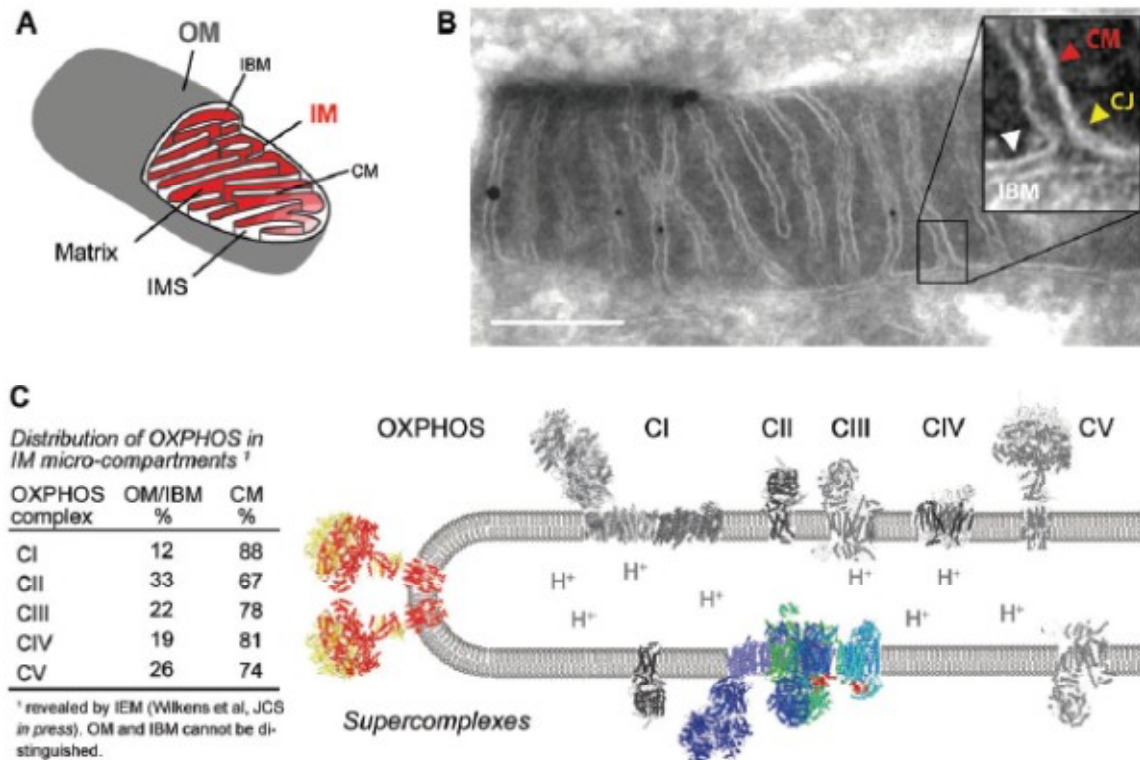 A
OM
IBM
IM
CM
Matrix
IMS
B
CM
CJ
IBM
C
Distribution of OXPHOS in
IM micro-compartments ¹
OXPHOS OM/IBM CM
complex % %
CI 12 88
CII 33 67
CIII 22 78
CIV 19 81
CV 26 74
¹ revealed by IEM (Wilkens et al, JCS
in press). OM and IBM cannot be di-
stinguished.
OXPHOS CI CII CIII CIV CV
H⁺ H⁺ H⁺ H⁺
H⁺ H⁺ H⁺ H⁺
Supercomplexes